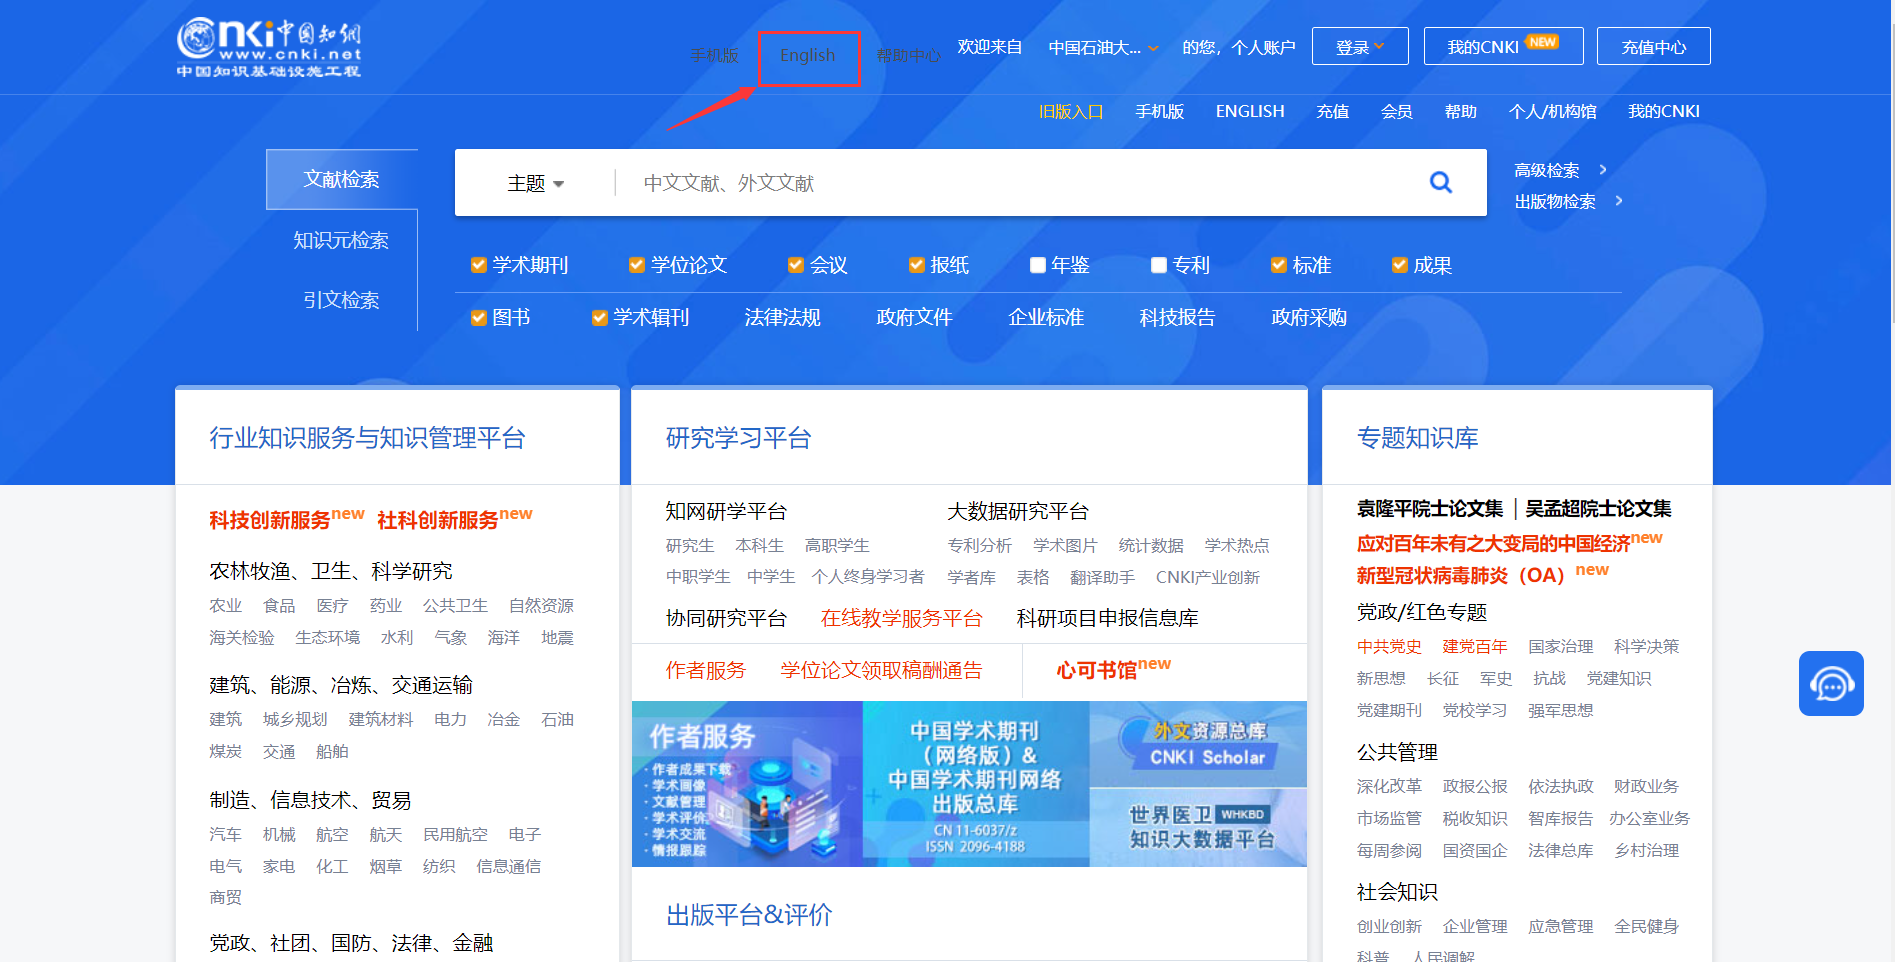 cnki中国知网
www.cnki.net
中国知识基础设施工程
手机版 English 帮助中心 欢迎来自 中国石油大... 的您，个人账户 登录 我的CNKI NEW 充值中心
旧版入口 手机版 ENGLISH 充值 会员 帮助 个人/机构馆 我的CNKI
文献检索
知识元检索
引文检索
主题 中文文献、外文文献
高级检索 >
出版物检索 >
学术期刊 学位论文 会议 报纸 年鉴 专利 标准 成果
图书 学术辑刊 法律法规 政府文件 企业标准 科技报告 政府采购
行业知识服务与知识管理平台
科技创新服务new 社科创新服务new
农林牧渔、卫生、科学研究
农业 食品 医疗 药业 公共卫生 自然资源
海关检验 生态环境 水利 气象 海洋 地震
建筑、能源、冶炼、交通运输
建筑 城乡规划 建筑材料 电力 冶金 石油
煤炭 交通 船舶
制造、信息技术、贸易
汽车 机械 航空 航天 民用航空 电子
电气 家电 化工 烟草 纺织 信息通信
商贸
党政、社团、国防、法律、金融
研究学习平台
知网研学平台
研究生 本科生 高职学生
中职学生 中学生 个人终身学习者
大数据研究平台
专利分析 学术图片 统计数据 学术热点
学者库 表格 翻译助手 CNKI产业创新
协同研究平台 在线教学服务平台 科研项目申报信息库
作者服务 学位论文领取稿酬通告 心可书馆new
作者服务
·作者成果下载
·学术画像
·文献管理
·学术评价
·学术交流
·情报跟踪
中国学术期刊
（网络版）&
中国学术期刊网络
出版总库
CN 11-6037/z
ISSN 2096-4188
外文资源总库
CNKI Scholar
世界医卫 WHKBD
知识大数据平台
出版平台&评价
专题知识库
袁隆平院士论文集 | 吴孟超院士论文集
应对百年未有之大变局的中国经济new
新型冠状病毒肺炎（OA）new
党政/红色专题
中共党史 建党百年 国家治理 科学决策
新思想 长征 军史 抗战 党建知识
党建期刊 党校学习 强军思想
公共管理
深化改革 政报公报 依法执政 财政业务
市场监管 税收知识 智库报告 办公室业务
每周参阅 国资国企 法律总库 乡村治理
社会知识
创业创新 企业管理 应急管理 全民健身
科普 人民调解